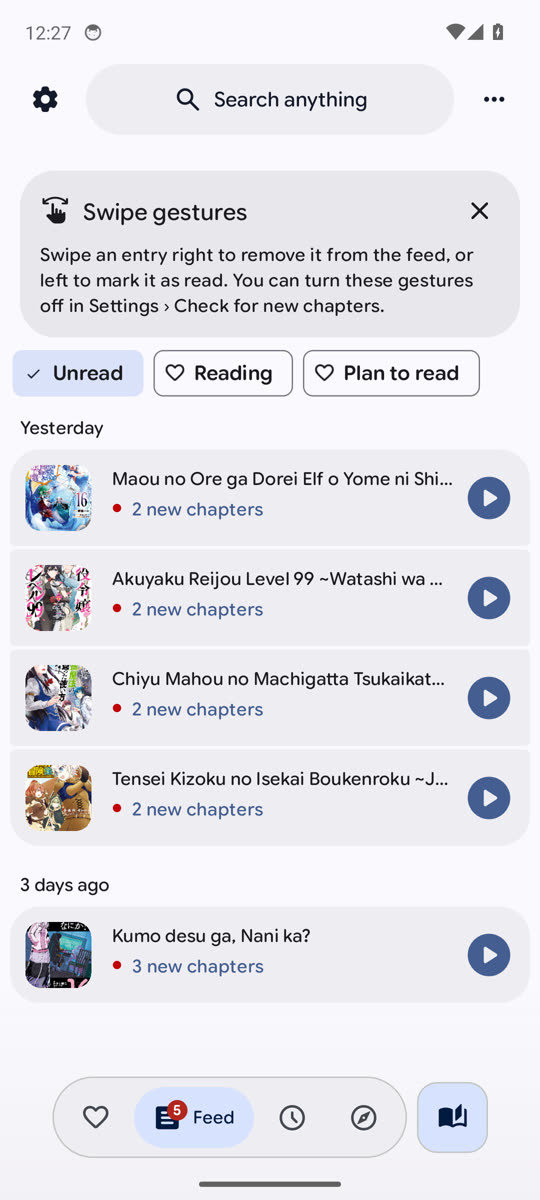 12:27
Search anything
Swipe gestures
Swipe an entry right to remove it from the feed, or
left to mark it as read. You can turn these gestures
off in Settings › Check for new chapters.
Unread
Reading
Plan to read
Yesterday
Maou no Ore ga Dorei Elf o Yome ni Shi...
2 new chapters
Akuyaku Reijou Level 99 ~Watashi wa ...
2 new chapters
Chiyu Mahou no Machigatta Tsukaikat...
2 new chapters
Tensei Kizoku no Isekai Boukenroku ~J...
2 new chapters
3 days ago
Kumo desu ga, Nani ka?
3 new chapters
5
Feed